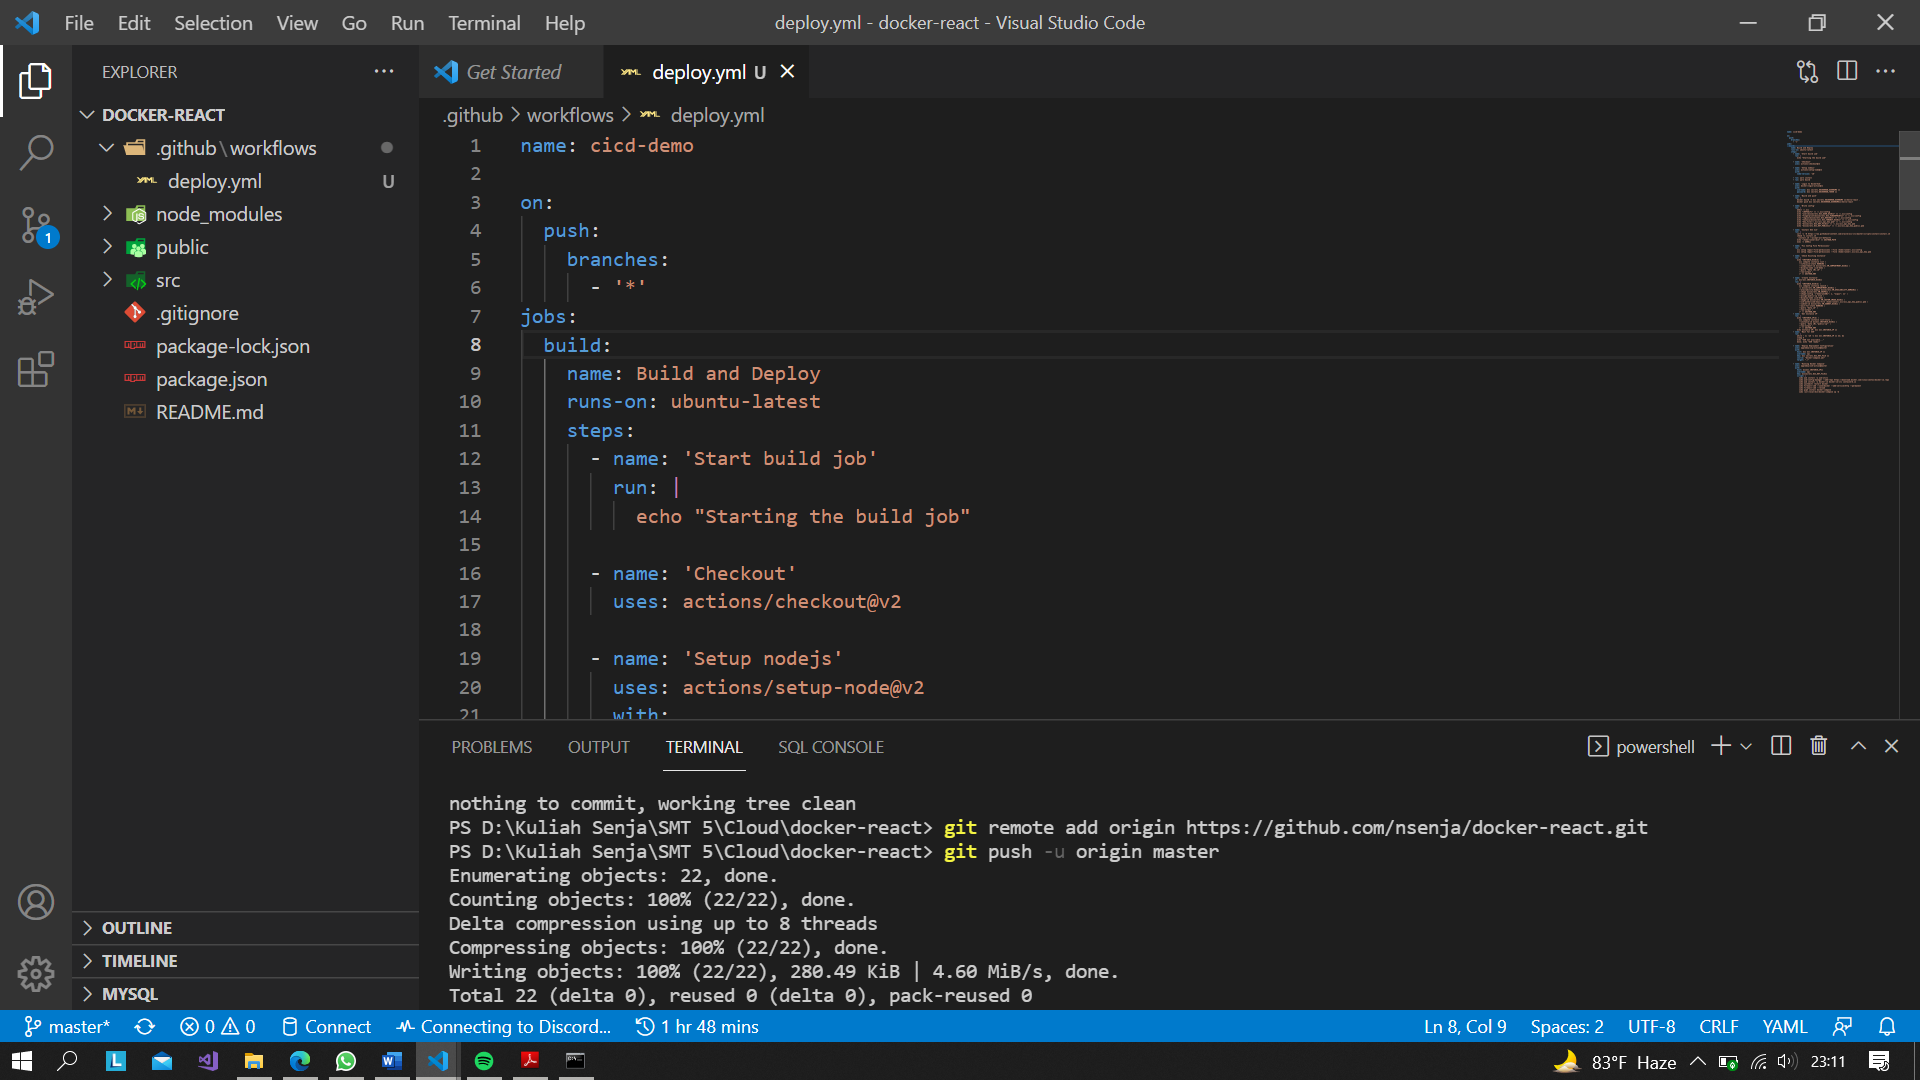 File Edit Selection View Go Run Terminal Help
deploy.yml - docker-react - Visual Studio Code
EXPLORER
DOCKER-REACT
.github\workflows
deploy.yml U
node_modules
public
src
.gitignore
package-lock.json
package.json
README.md
OUTLINE
TIMELINE
MYSQL
1
Get Started
deploy.yml U
.github > workflows > deploy.yml
1 name: cicd-demo
2
3 on:
4 push:
5 branches:
6 - '*'
7 jobs:
8 build:
9 name: Build and Deploy
10 runs-on: ubuntu-latest
11 steps:
12 - name: 'Start build job'
13 run: |
14 echo "Starting the build job"
15
16 - name: 'Checkout'
17 uses: actions/checkout@v2
18
19 - name: 'Setup nodejs'
20 uses: actions/setup-node@v2
21 with:
PROBLEMS OUTPUT TERMINAL SQL CONSOLE
powershell
nothing to commit, working tree clean
PS D:\Kuliah Senja\SMT 5\Cloud\docker-react> git remote add origin https://github.com/nsenja/docker-react.git
PS D:\Kuliah Senja\SMT 5\Cloud\docker-react> git push -u origin master
Enumerating objects: 22, done.
Counting objects: 100% (22/22), done.
Delta compression using up to 8 threads
Compressing objects: 100% (22/22), done.
Writing objects: 100% (22/22), 280.49 KiB | 4.60 MiB/s, done.
Total 22 (delta 0), reused 0 (delta 0), pack-reused 0
master* 0 0 Connect Connecting to Discord... 1 hr 48 mins
Ln 8, Col 9 Spaces: 2 UTF-8 CRLF YAML
83°F Haze 23:11